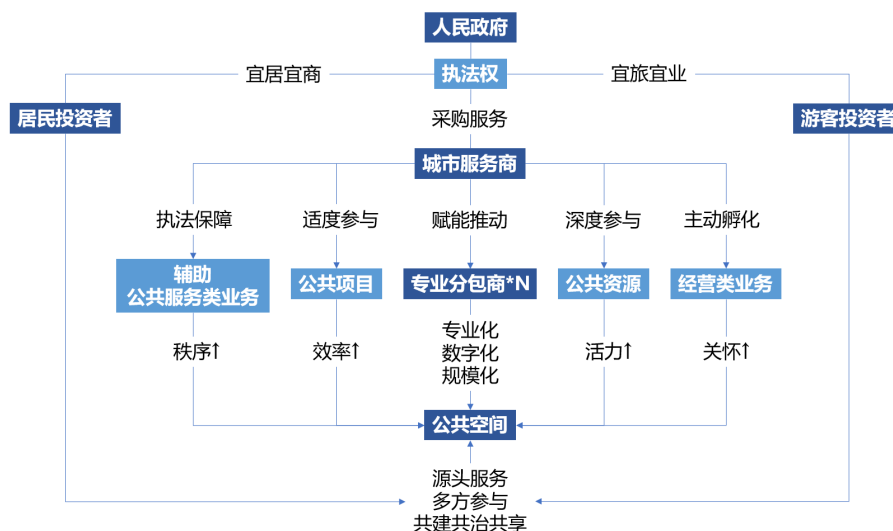 人民政府
宜居宜商
执法权
宜旅宜业
居民投资者
采购服务
游客投资者
城市服务商
执法保障
适度参与
赋能推动
深度参与
主动孵化
辅助
公共服务类业务
公共项目
专业分包商*N
公共资源
经营类业务
秩序↑
效率↑
专业化
数字化
规模化
活力↑
关怀↑
公共空间
源头服务
多方参与
共建共治共享